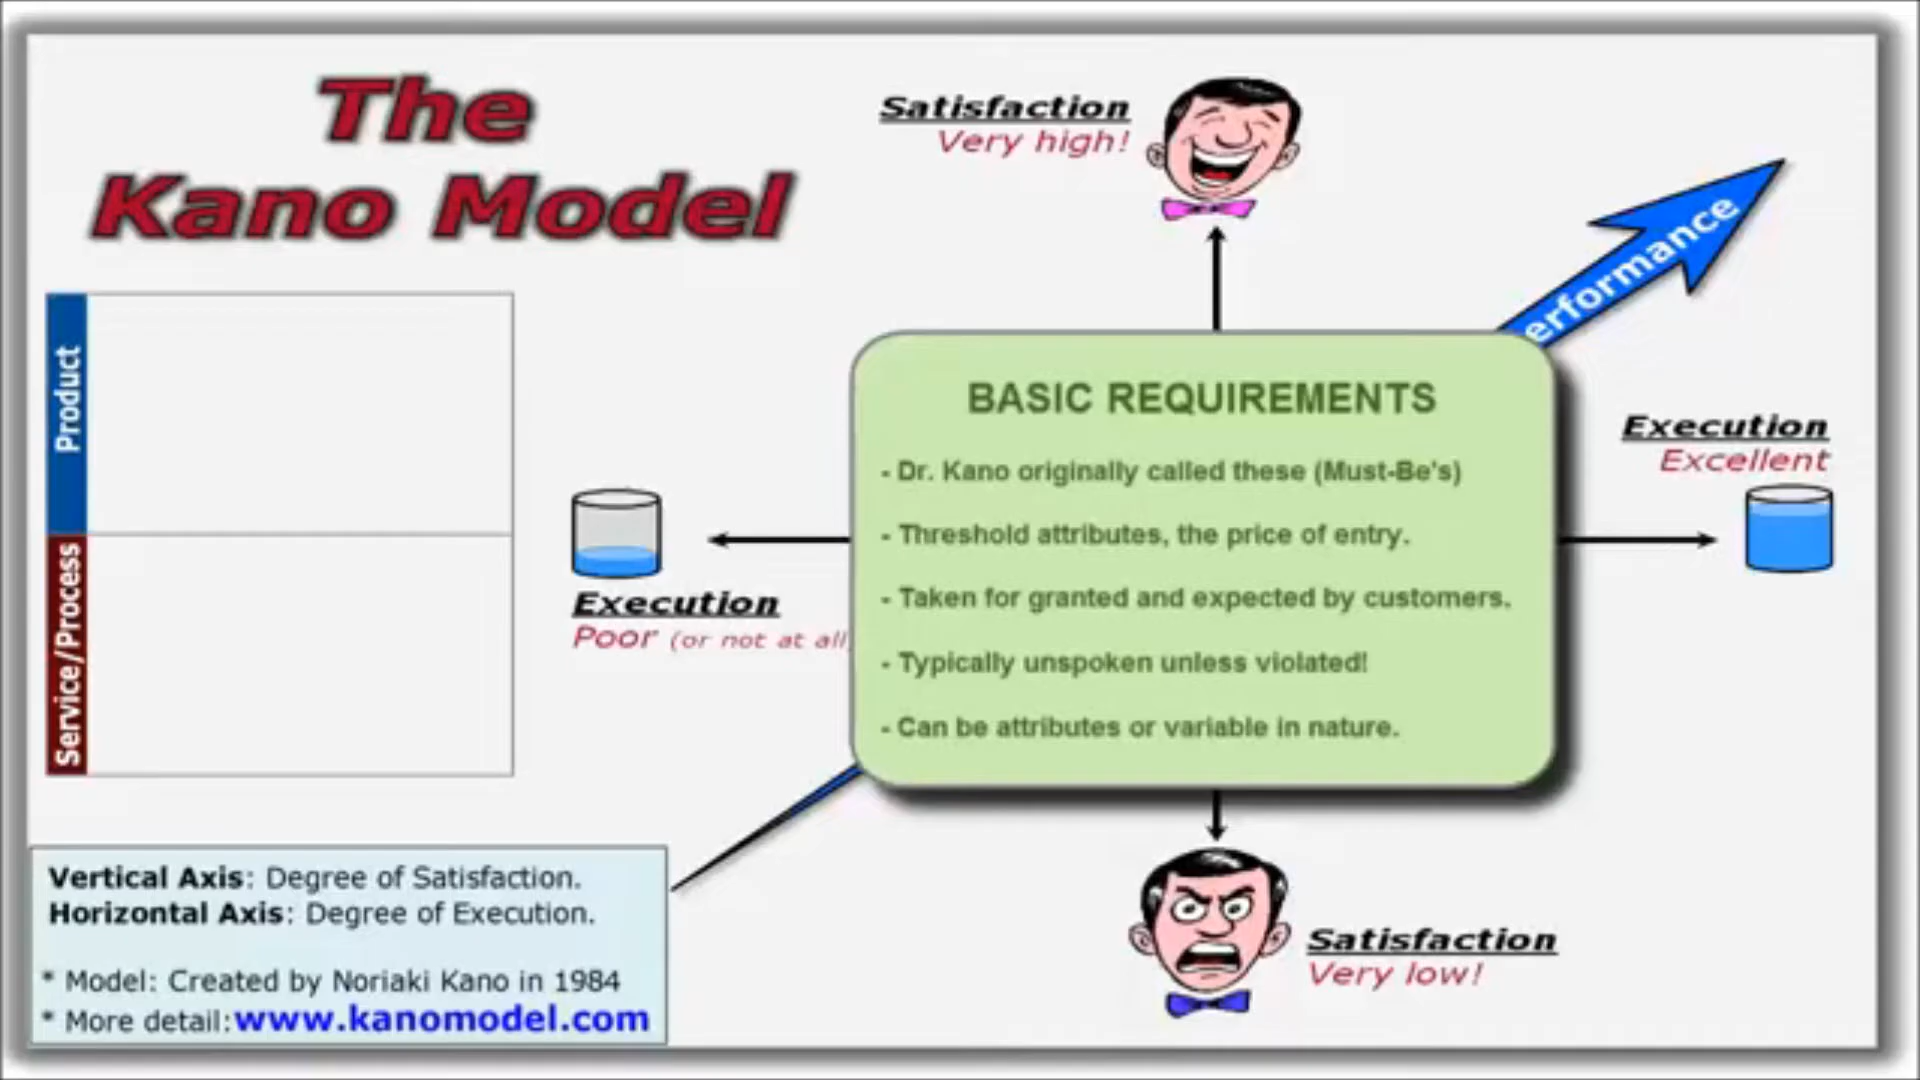 The
Kano Model
Satisfaction
Very high!
Product
Service/Process
BASIC REQUIREMENTS
- Dr. Kano originally called these (Must-Be's)
- Threshold attributes, the price of entry.
- Taken for granted and expected by customers.
- Typically unspoken unless violated!
- Can be attributes or variable in nature.
erformance
Execution
Excellent
Execution
Poor (or not at all
Satisfaction
Very low!
Vertical Axis: Degree of Satisfaction.
Horizontal Axis: Degree of Execution.
* Model: Created by Noriaki Kano in 1984
* More detail:www.kanomodel.com